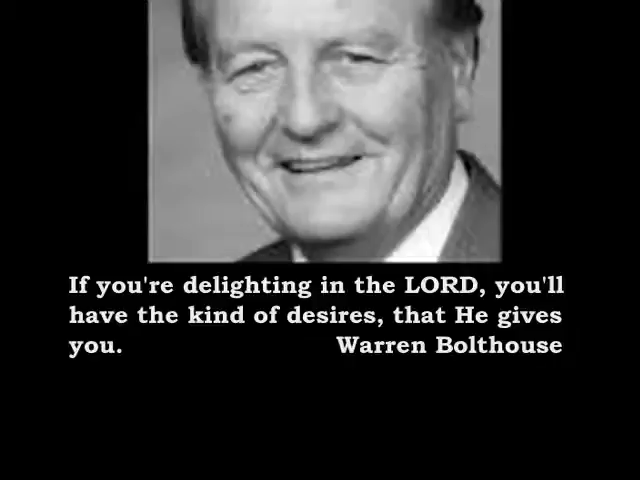 If you're delighting in the LORD, you'll
have the kind of desires, that He gives
you. Warren Bolthouse